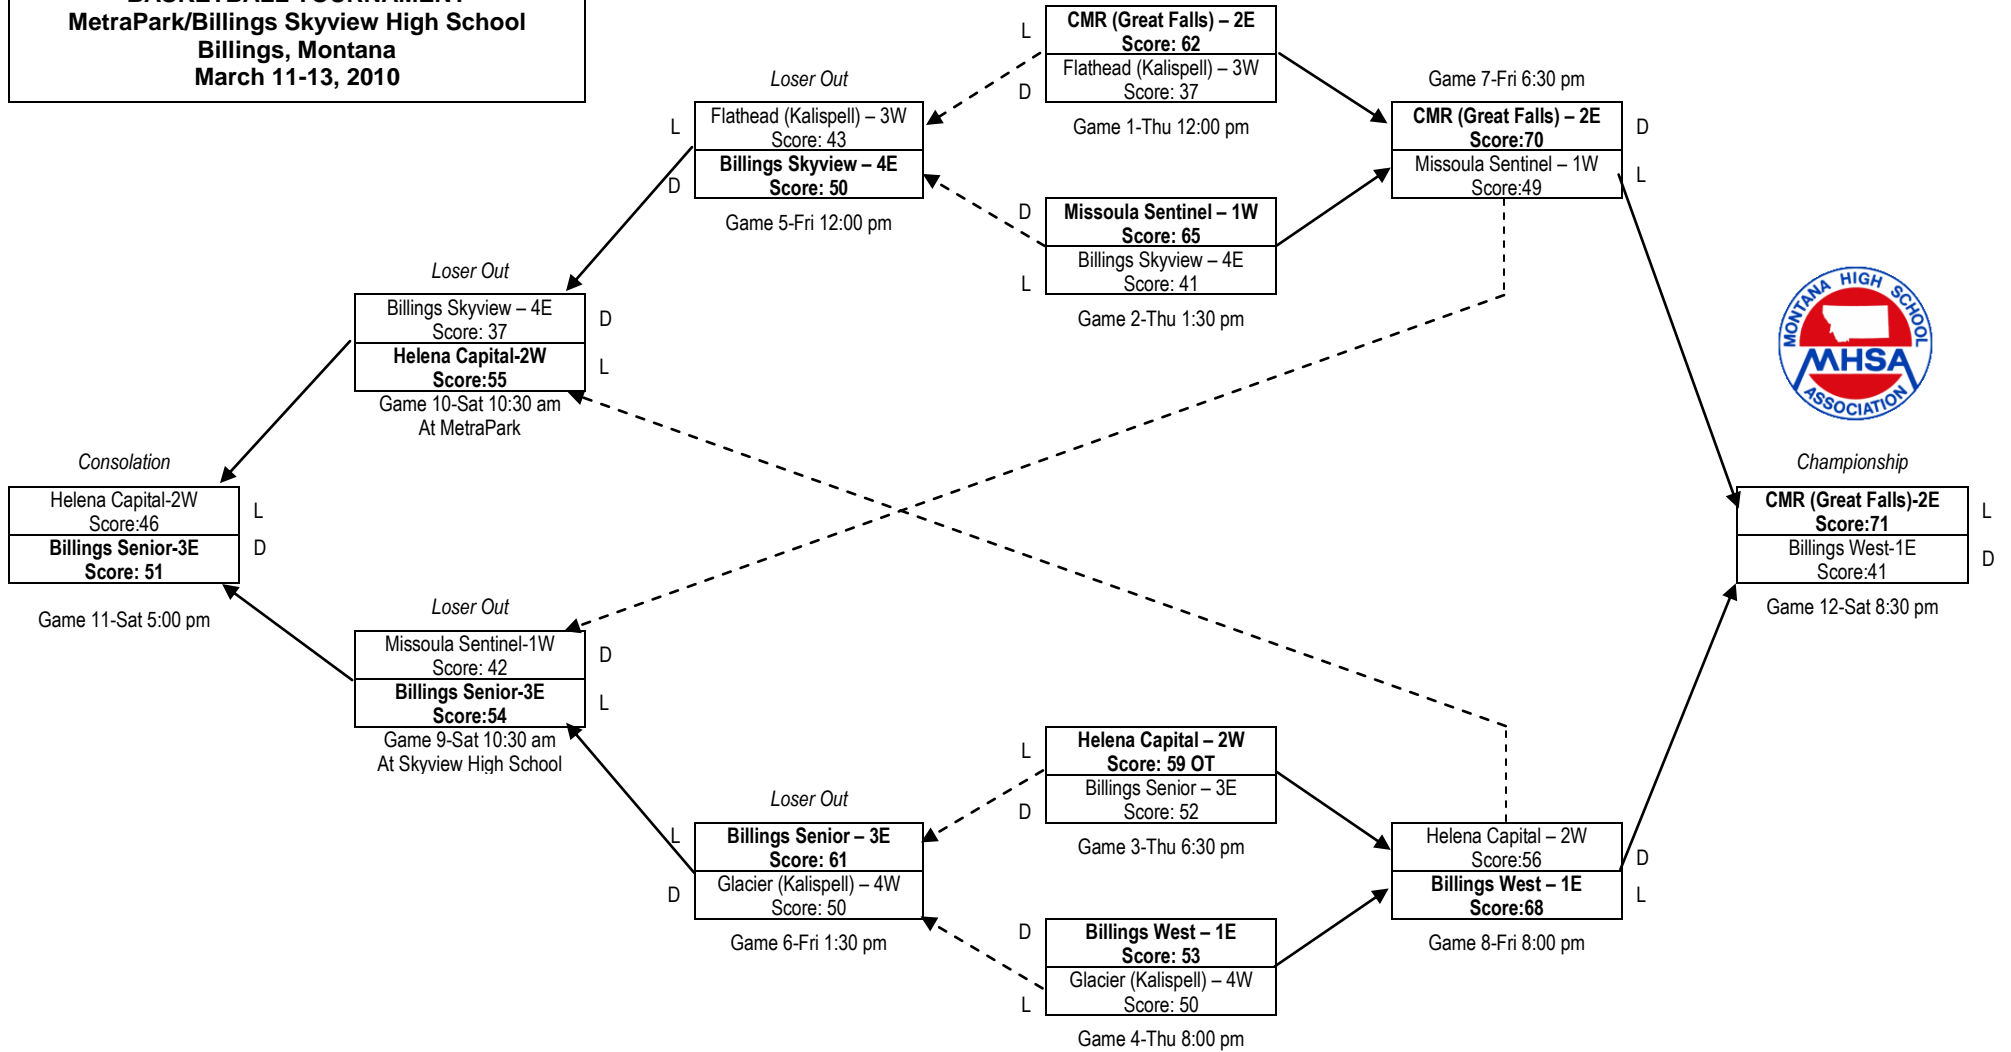 BASKETBALL TOURNAMENT
MetraPark/Billings Skyview High School
Billings, Montana
March 11-13, 2010
L
CMR (Great Falls) – 2E
Score: 62
Flathead (Kalispell) – 3W
Score: 37
D
Game 1-Thu 12:00 pm
Loser Out
L
Flathead (Kalispell) – 3W
Score: 43
Billings Skyview – 4E
Score: 50
D
Game 5-Fri 12:00 pm
Game 7-Fri 6:30 pm
CMR (Great Falls) – 2E
Score:70
D
Missoula Sentinel – 1W
Score:49
L
D
Missoula Sentinel – 1W
Score: 65
Billings Skyview – 4E
Score: 41
L
Game 2-Thu 1:30 pm
Loser Out
Billings Skyview – 4E
Score: 37
D
Helena Capital-2W
Score:55
L
Game 10-Sat 10:30 am
At MetraPark
MONTANA HIGH SCHOOL
MHSA
ASSOCIATION
Consolation
Helena Capital-2W
Score:46
L
Billings Senior-3E
Score: 51
D
Game 11-Sat 5:00 pm
Championship
CMR (Great Falls)-2E
Score:71
L
Billings West-1E
Score:41
D
Game 12-Sat 8:30 pm
Loser Out
Missoula Sentinel-1W
Score: 42
D
Billings Senior-3E
Score:54
L
Game 9-Sat 10:30 am
At Skyview High School
L
Helena Capital – 2W
Score: 59 OT
Billings Senior – 3E
Score: 52
D
Game 3-Thu 6:30 pm
Loser Out
L
Billings Senior – 3E
Score: 61
Glacier (Kalispell) – 4W
Score: 50
D
Game 6-Fri 1:30 pm
Helena Capital – 2W
Score:56
D
Billings West – 1E
Score:68
L
Game 8-Fri 8:00 pm
D
Billings West – 1E
Score: 53
Glacier (Kalispell) – 4W
Score: 50
L
Game 4-Thu 8:00 pm